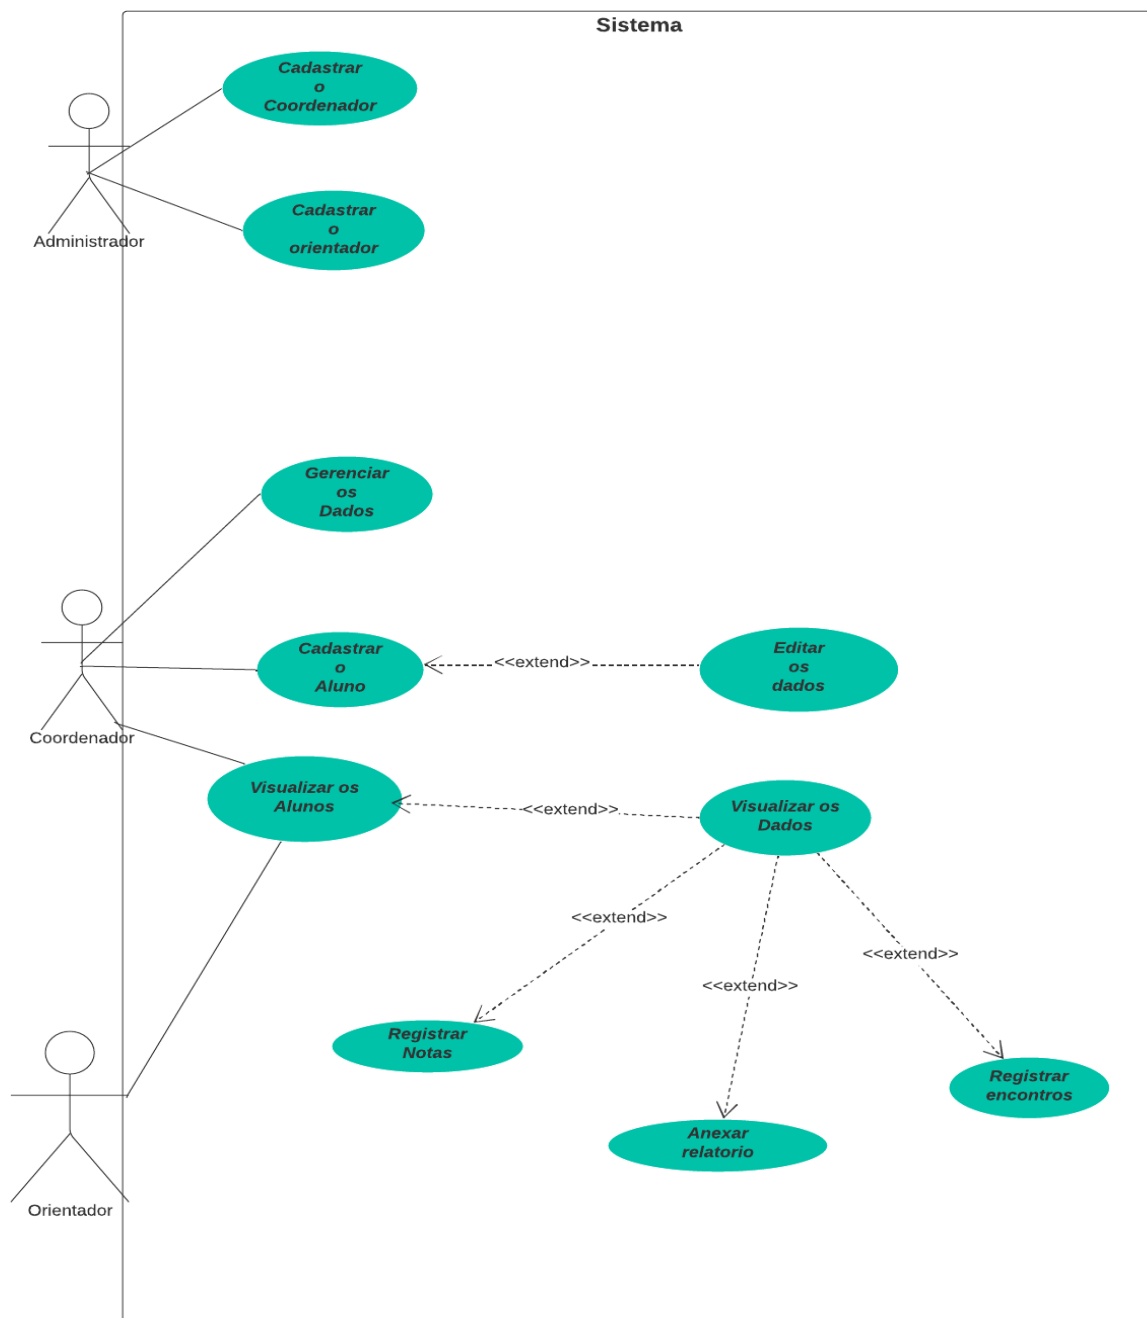 Sistema
Cadastrar
o
Coordenador
Cadastrar
o
orientador
Administrador
Gerenciar
os
Dados
Cadastrar
o
Aluno
<<extend>>
Editar
os
dados
Coordenador
Visualizar os
Alunos
<<extend>>
Visualizar os
Dados
<<extend>>
<<extend>>
<<extend>>
Registrar
Notas
Registrar
encontros
Anexar
relatorio
Orientador